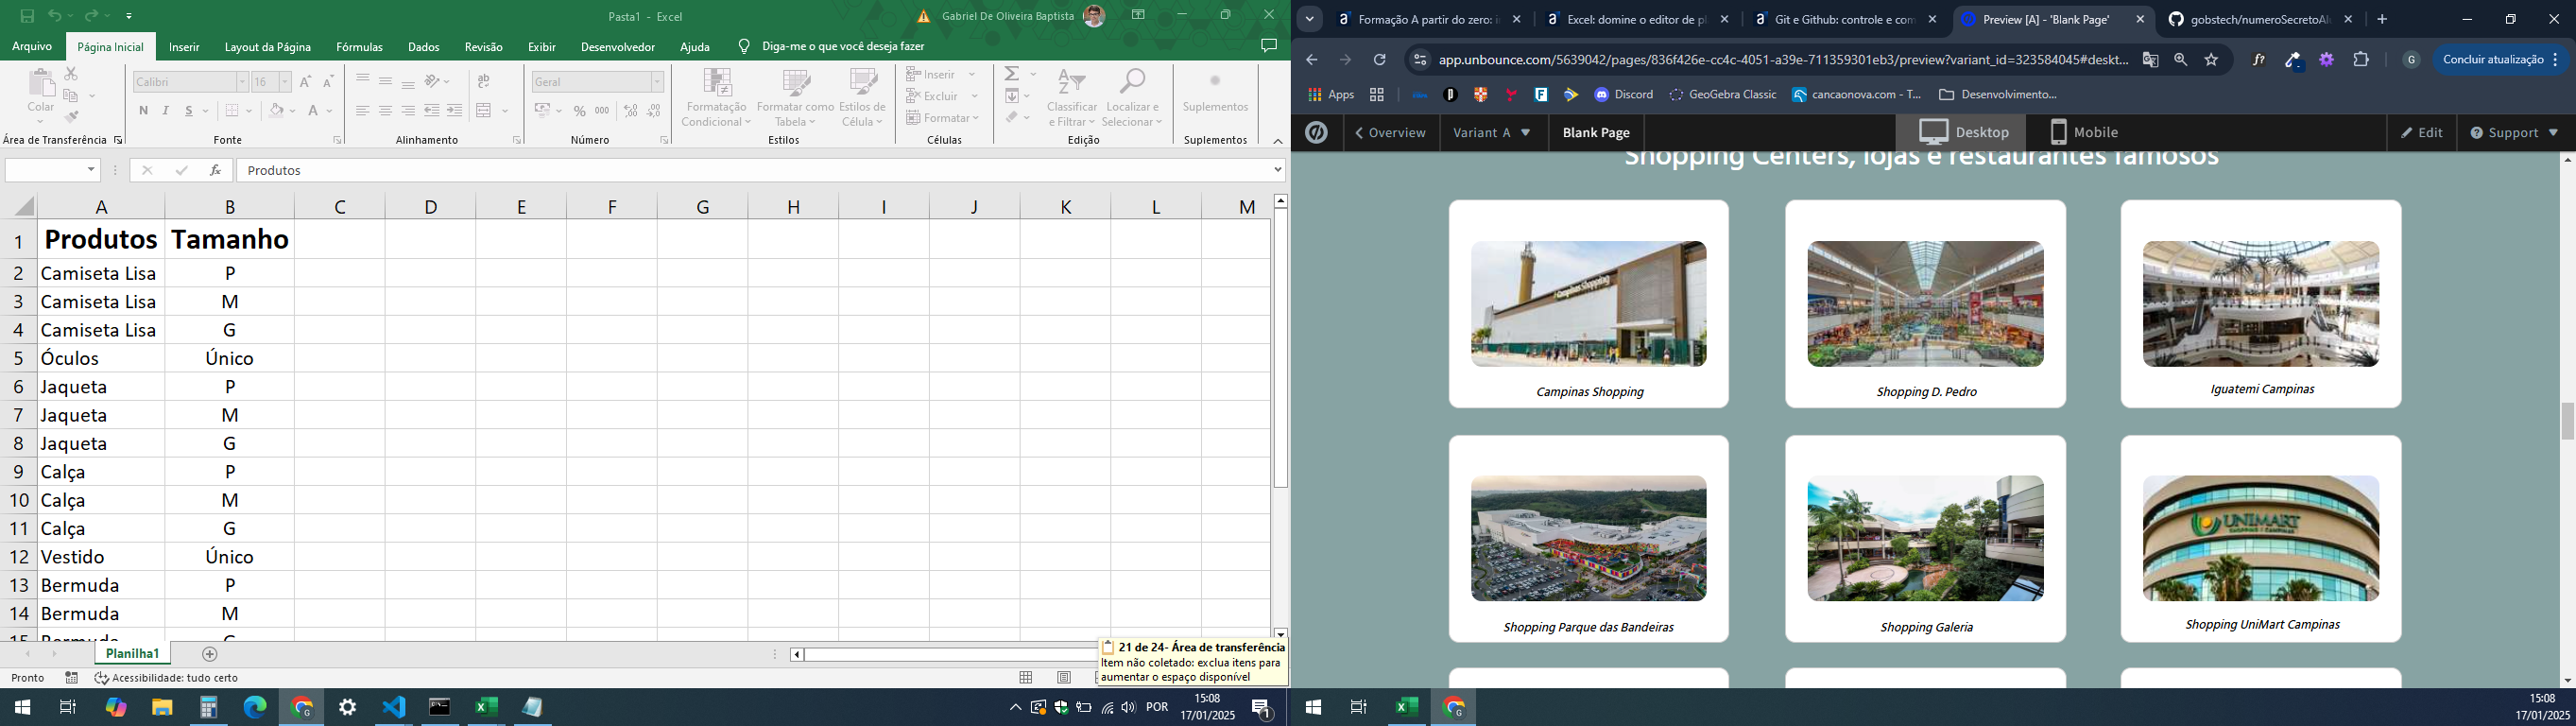 Pasta1 - Excel
Gabriel De Oliveira Baptista
Arquivo
Página Inicial
Inserir
Layout da Página
Fórmulas
Dados
Revisão
Exibir
Desenvolvedor
Ajuda
Diga-me o que você deseja fazer
Colar
Área de Transferência
Calibri
16
N I S
Fonte
Alinhamento
Geral
% 000
Número
Formatação Condicional
Formatar como Tabela
Estilos de Célula
Estilos
Inserir
Excluir
Formatar
Células
Classificar e Filtrar
Localizar e Selecionar
Edição
Suplementos
Suplementos
fx Produtos
A B C D E F G H I J K L M
1 Produtos Tamanho
2 Camiseta Lisa P
3 Camiseta Lisa M
4 Camiseta Lisa G
5 Óculos Único
6 Jaqueta P
7 Jaqueta M
8 Jaqueta G
9 Calça P
10 Calça M
11 Calça G
12 Vestido Único
13 Bermuda P
14 Bermuda M
15 Bermuda G
Planilha1
21 de 24- Área de transferência
Item não coletado: exclua itens para
aumentar o espaço disponível
Pronto
Acessibilidade: tudo certo
POR
15:08
17/01/2025
1
Formação A partir do zero: i
Excel: domine o editor de pl
Git e Github: controle e com
Preview [A] - 'Blank Page'
gobstech/numeroSecretoAl
app.unbounce.com/5639042/pages/836f426e-cc4c-4051-a39e-711359301eb3/preview?variant_id=323584045#deskt...
Concluir atualização
Apps
Discord
GeoGebra Classic
cancaonova.com - T...
Desenvolvimento...
Overview
Variant A
Blank Page
Desktop
Mobile
Edit
Support
Shopping Centers, lojas e restaurantes famosos
Campinas Shopping
Campinas Shopping
Shopping D. Pedro
Iguatemi Campinas
UNIMART
Shopping Parque das Bandeiras
Shopping Galeria
Shopping UniMart Campinas
15:08
17/01/2025